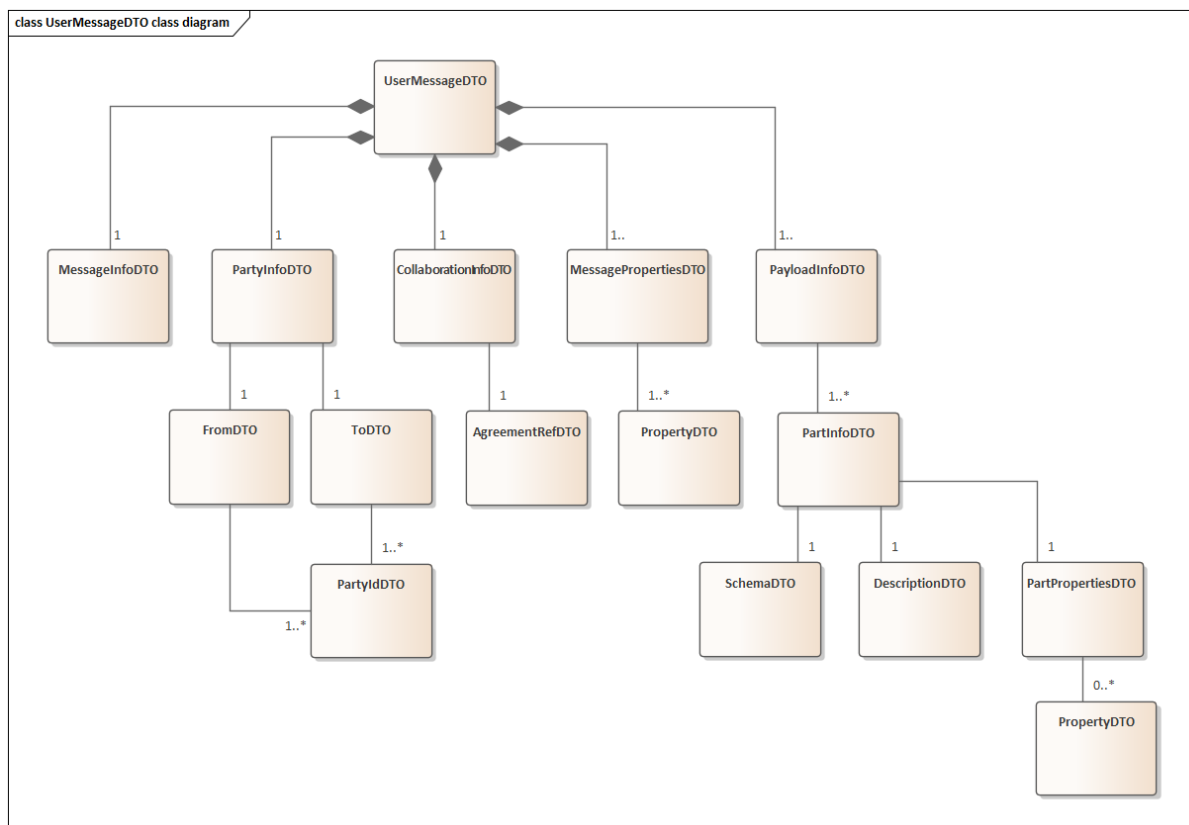 class UserMessageDTO class diagram
UserMessageDTO
1
1
1
1..
1..
MessageInfoDTO
PartyInfoDTO
CollaborationInfoDTO
MessagePropertiesDTO
PayloadInfoDTO
1
1
1
1..*
1..*
FromDTO
ToDTO
AgreementRefDTO
PropertyDTO
PartInfoDTO
1..*
1
1
1
PartyIdDTO
SchemaDTO
DescriptionDTO
PartPropertiesDTO
1..*
0..*
PropertyDTO